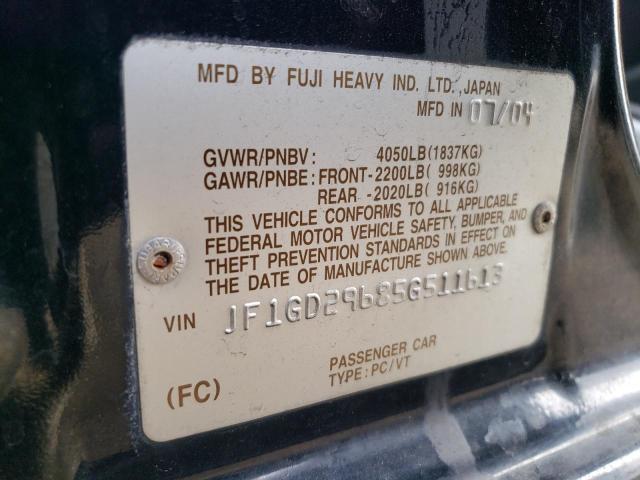 MFD BY FUJI HEAVY IND. LTD.,JAPAN
MFD IN 07/04
GVWR/PNBV: 4050LB(1837KG)
GAWR/PNBE:FRONT-2200LB( 998KG)
REAR -2020LB( 916KG)
THIS VEHICLE CONFORMS TO ALL APPLICABLE
FEDERAL MOTOR VEHICLE SAFETY, BUMPER, AND
THEFT PREVENTION STANDARDS IN EFFECT ON
THE DATE OF MANUFACTURE SHOWN ABOVE.
VIN JF1GD29685G511613
PASSENGER CAR
(FC) TYPE:PC/VT